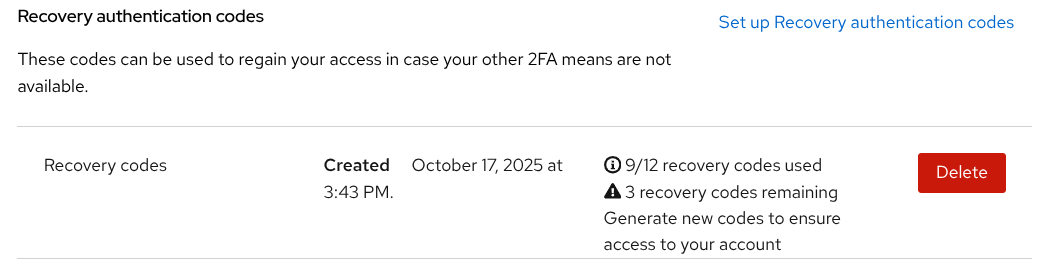 Recovery authentication codes
Set up Recovery authentication codes
These codes can be used to regain your access in case your other 2FA means are not
available.
Recovery codes
Created October 17, 2025 at
3:43 PM.
9/12 recovery codes used
3 recovery codes remaining
Generate new codes to ensure
access to your account
Delete